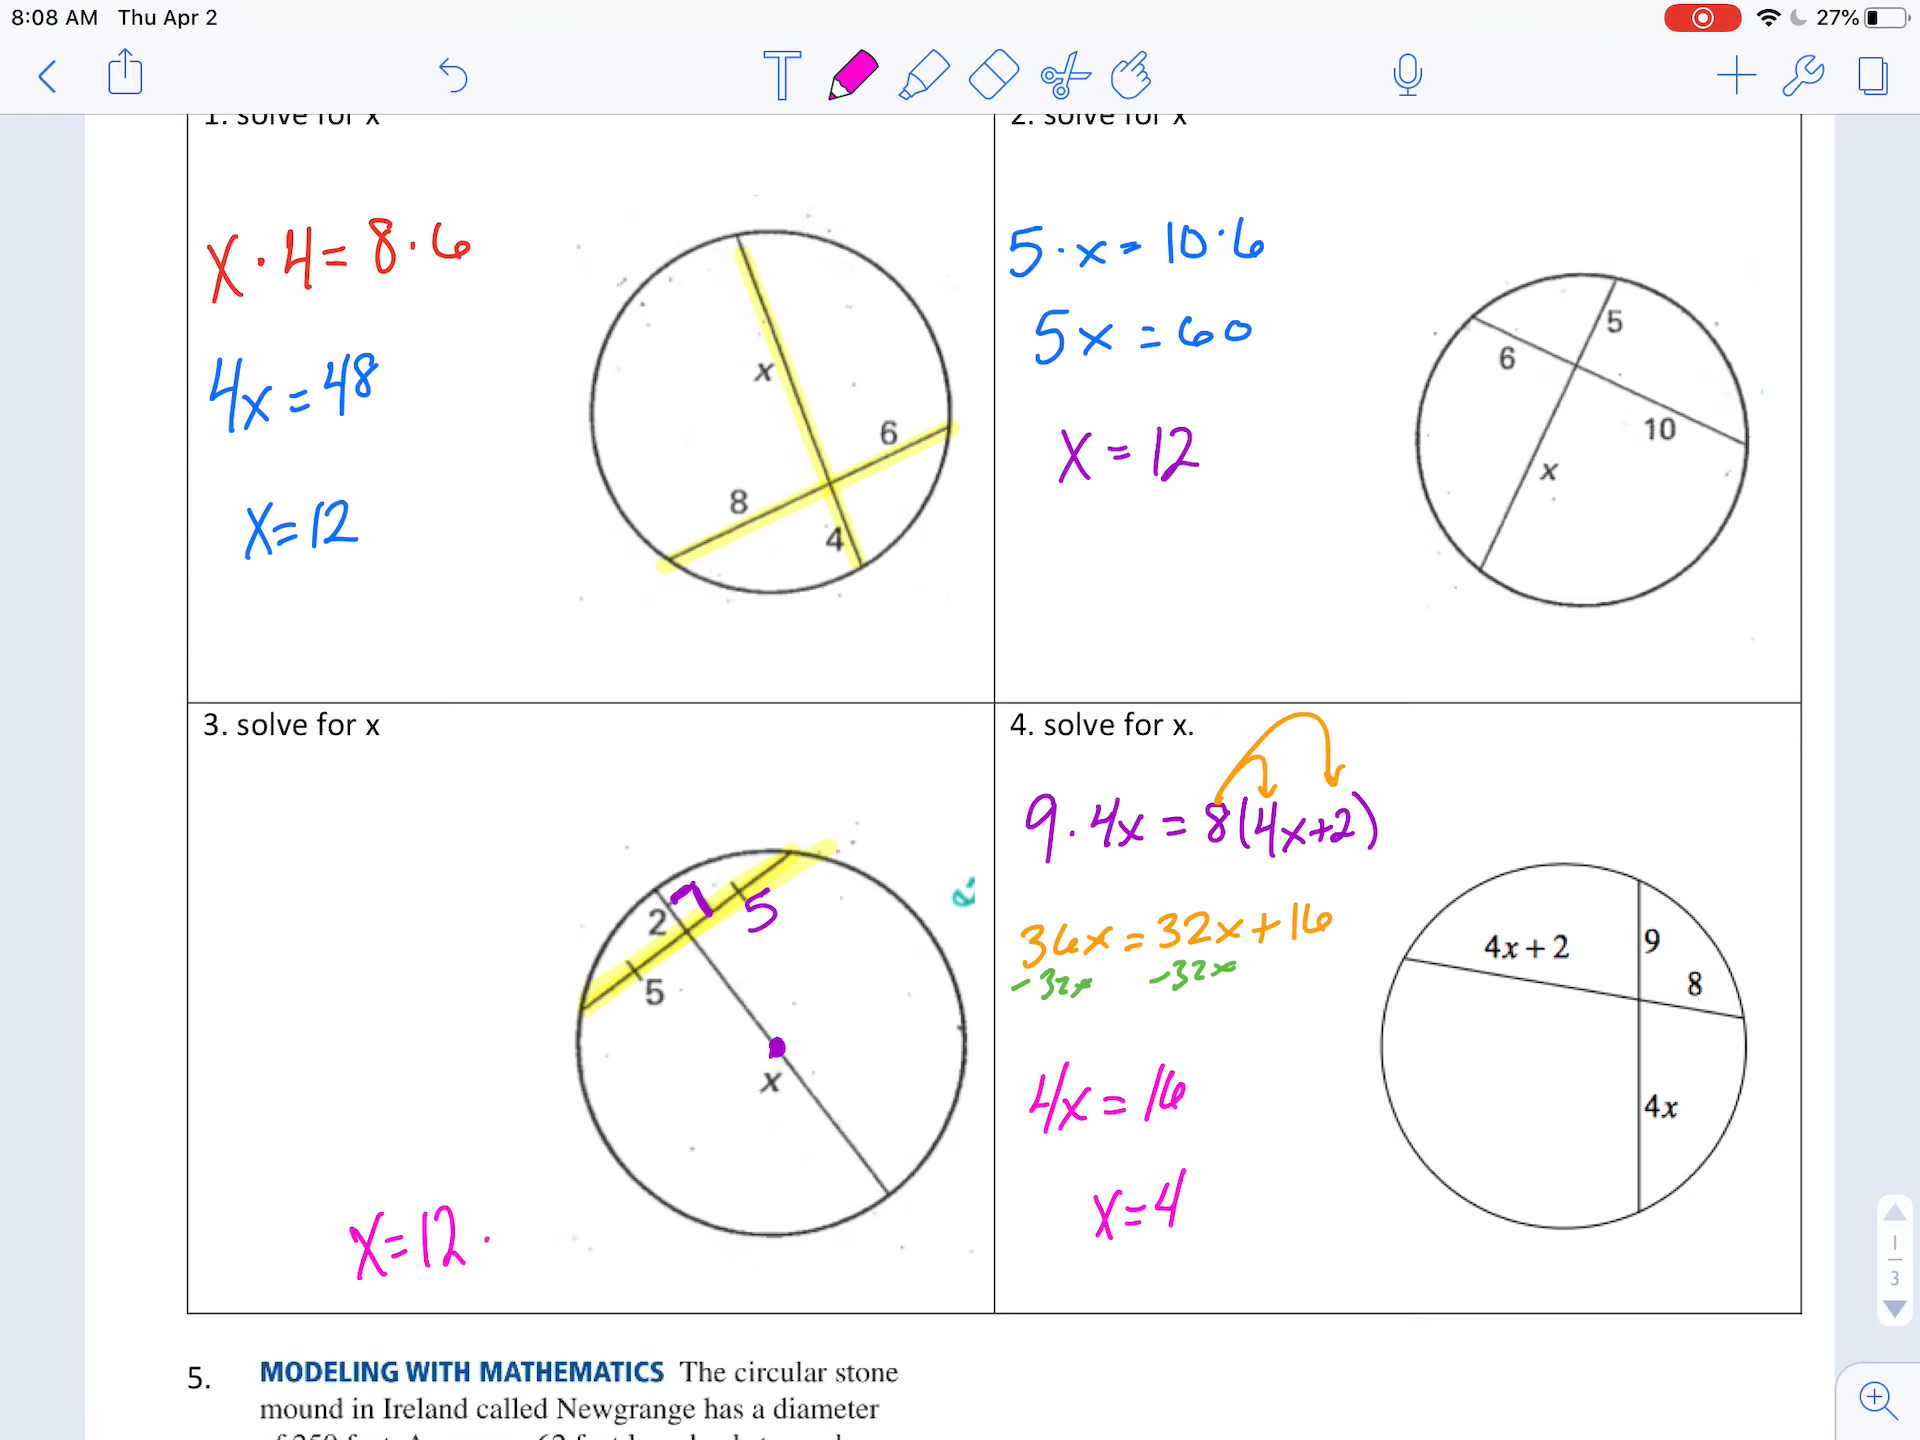 8:08 AM Thu Apr 2
27%
1. solve for x
2. solve for x
x · 4 = 8 · 6
4x = 48
x = 12
x
6
8
4
5 · x = 10 · 6
5x = 60
x = 12
5
6
10
x
3. solve for x
2
7
5
5
x
x = 12 .
4. solve for x.
9 · 4x = 8(4x+2)
36x = 32x + 16
-32x -32x
4x = 16
x = 4
4x + 2
9
8
4x
1
3
5. MODELING WITH MATHEMATICS The circular stone
mound in Ireland called Newgrange has a diameter